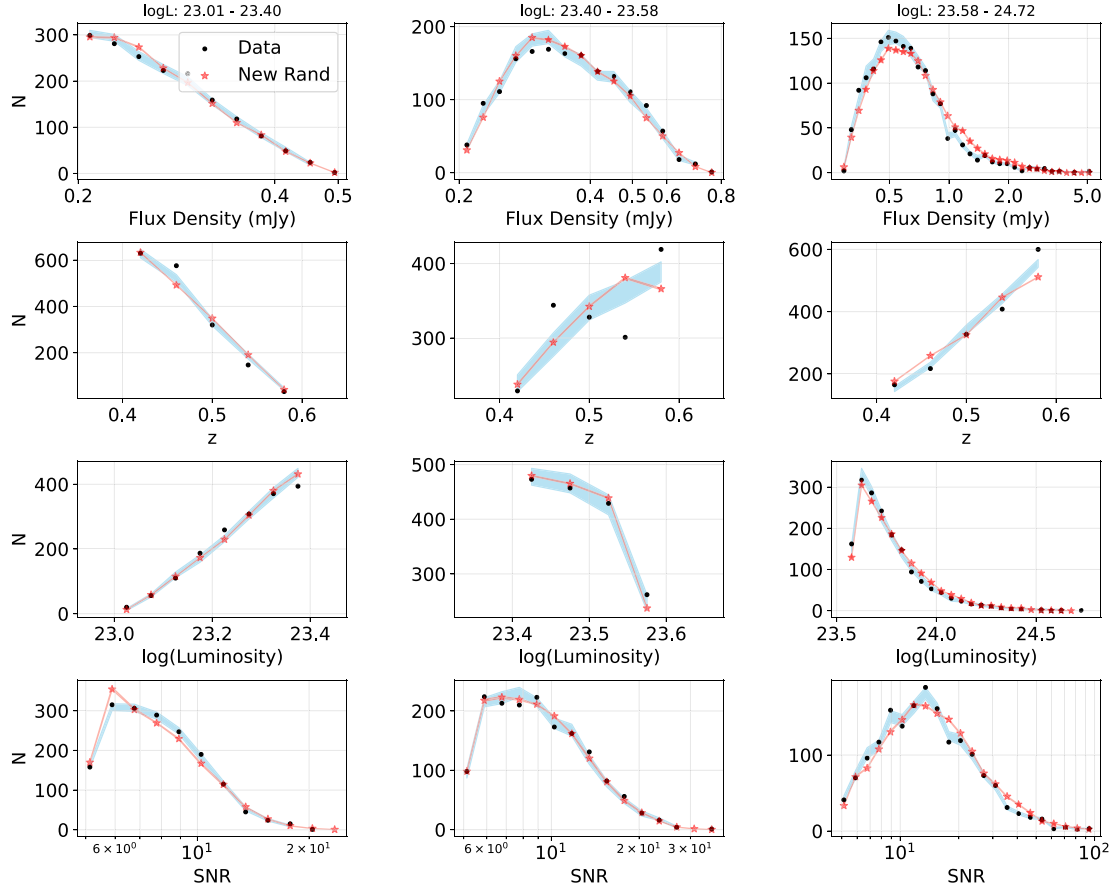 logL: 23.01 - 23.40 logL: 23.40 - 23.58 logL: 23.58 - 24.72
Data
New Rand
N
300
200
100
0
0.2 0.4 0.5
Flux Density (mJy)
200
100
0
0.2 0.4 0.5 0.6 0.8
Flux Density (mJy)
150
100
50
0
0.5 1.0 2.0 5.0
Flux Density (mJy)
N
600
400
200
0.4 0.5 0.6
z
400
300
0.4 0.5 0.6
z
600
400
200
0.4 0.5 0.6
z
N
400
200
0
23.0 23.2 23.4
log(Luminosity)
500
400
300
23.4 23.5 23.6
log(Luminosity)
300
200
100
0
23.5 24.0 24.5
log(Luminosity)
N
300
200
100
0
6 × 10⁰ 10¹ 2 × 10¹
SNR
200
100
0
6 × 10⁰ 10¹ 2 × 10¹ 3 × 10¹
SNR
100
0
10¹ 10²
SNR